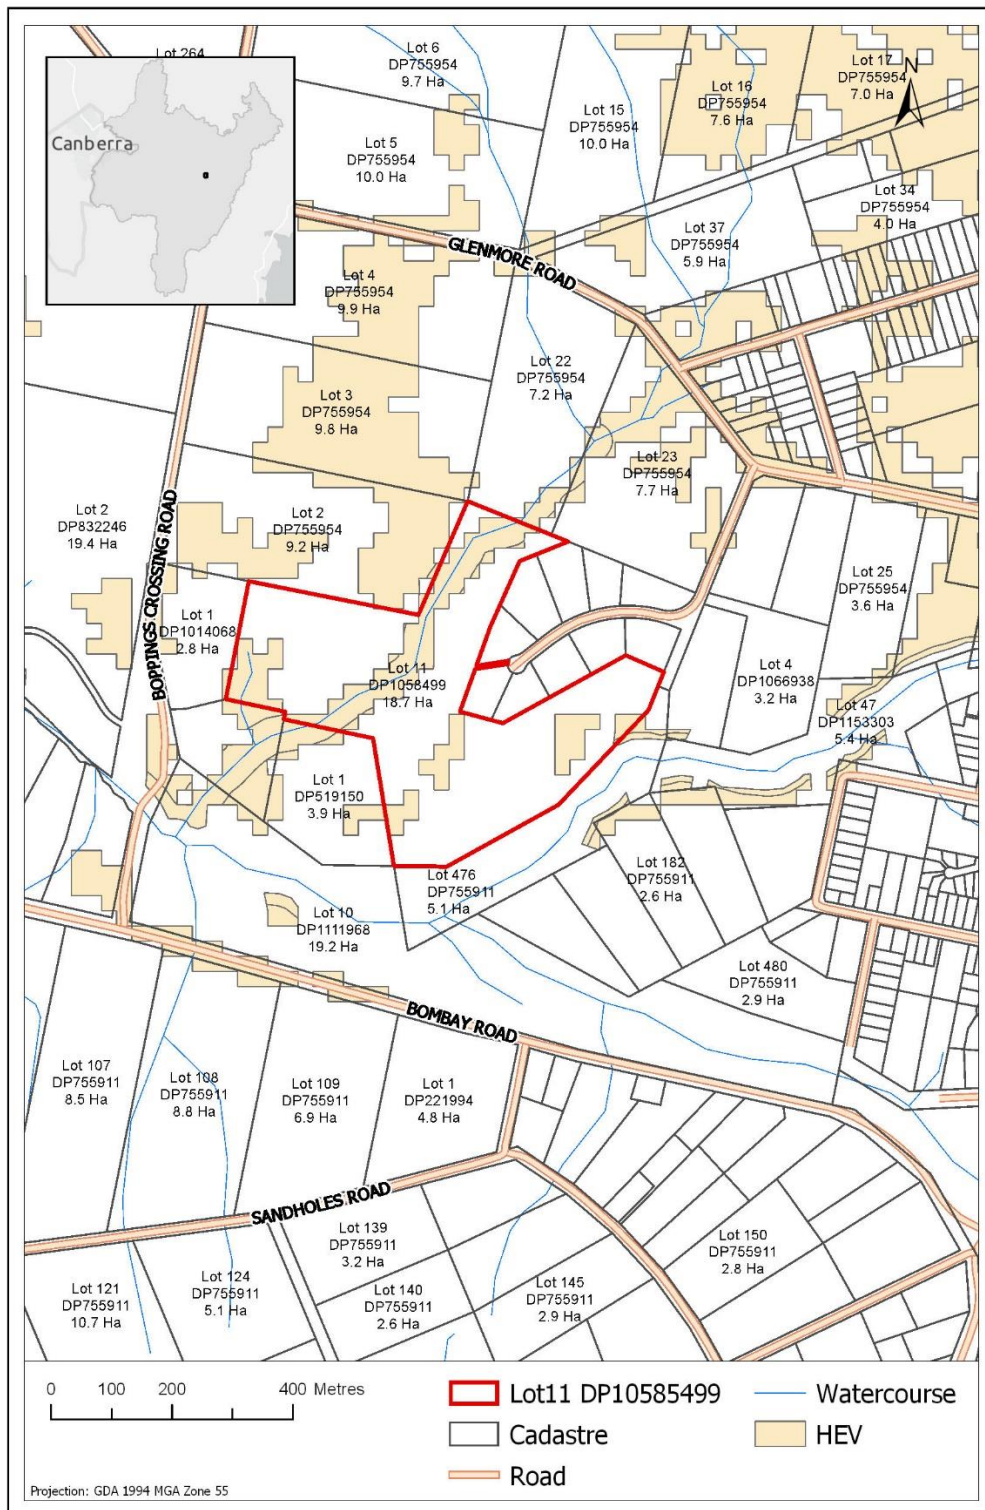 Lot 264
Canberra
Lot 6
DP755954
9.7 Ha
Lot 5
DP755954
10.0 Ha
Lot 15
DP755954
10.0 Ha
Lot 16
DP755954
7.6 Ha
Lot 17
DP755954
7.0 Ha
N
Lot 34
DP755954
4.0 Ha
Lot 37
DP755954
5.9 Ha
GLENMORE ROAD
Lot 4
DP755954
9.9 Ha
Lot 22
DP755954
7.2 Ha
Lot 3
DP755954
9.8 Ha
Lot 23
DP755954
7.7 Ha
Lot 2
DP832246
19.4 Ha
BOPPINGS CROSSING ROAD
Lot 2
DP755954
9.2 Ha
Lot 25
DP755954
3.6 Ha
Lot 1
DP1014068
2.8 Ha
Lot 11
DP1058499
18.7 Ha
Lot 4
DP1066938
3.2 Ha
Lot 47
DP1153303
5.4 Ha
Lot 1
DP519150
3.9 Ha
Lot 476
DP755911
5.1 Ha
Lot 182
DP755911
2.6 Ha
Lot 10
DP1111968
19.2 Ha
Lot 480
DP755911
2.9 Ha
BOMBAY ROAD
Lot 107
DP755911
8.5 Ha
Lot 108
DP755911
8.8 Ha
Lot 109
DP755911
6.9 Ha
Lot 1
DP221994
4.8 Ha
SANDHOLES ROAD
Lot 139
DP755911
3.2 Ha
Lot 150
DP755911
2.8 Ha
Lot 121
DP755911
10.7 Ha
Lot 124
DP755911
5.1 Ha
Lot 140
DP755911
2.6 Ha
Lot 145
DP755911
2.9 Ha
0 100 200 400 Metres
Lot11 DP10585499
Cadastre
Road
Watercourse
HEV
Projection: GDA 1994 MGA Zone 55